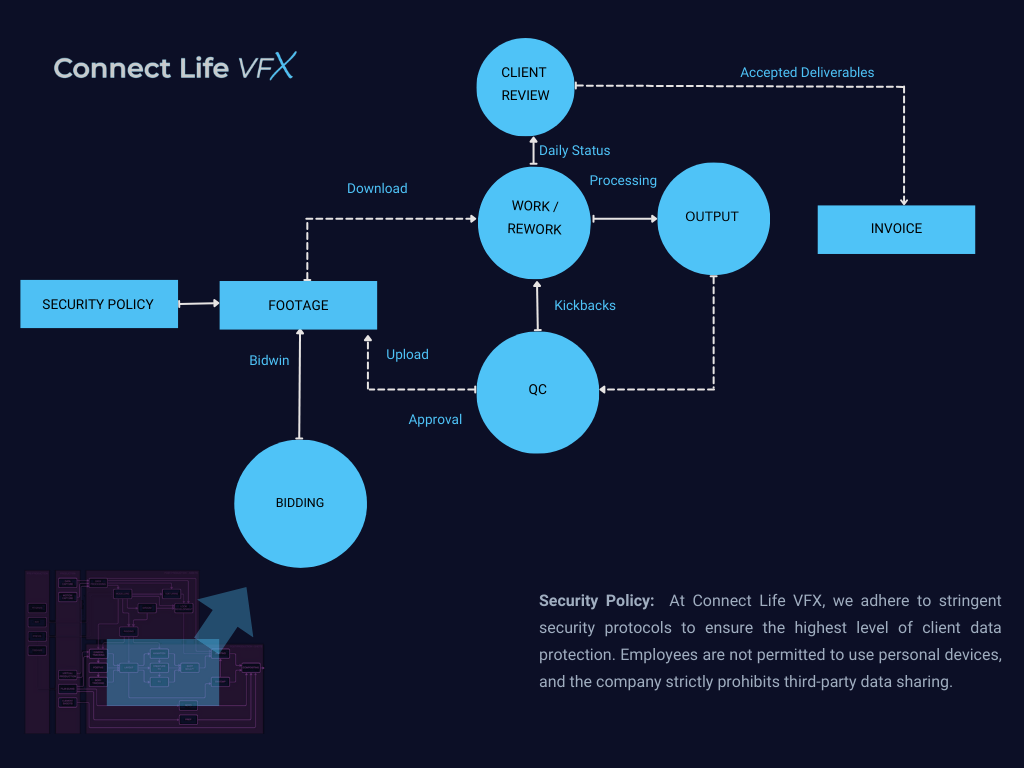 Connect Life VFX
CLIENT
REVIEW
Accepted Deliverables
Daily Status
Processing
Download
WORK /
REWORK
OUTPUT
INVOICE
SECURITY POLICY
FOOTAGE
Kickbacks
Bidwin
Upload
QC
Approval
BIDDING
Security Policy: At Connect Life VFX, we adhere to stringent
security protocols to ensure the highest level of client data
protection. Employees are not permitted to use personal devices,
and the company strictly prohibits third-party data sharing.